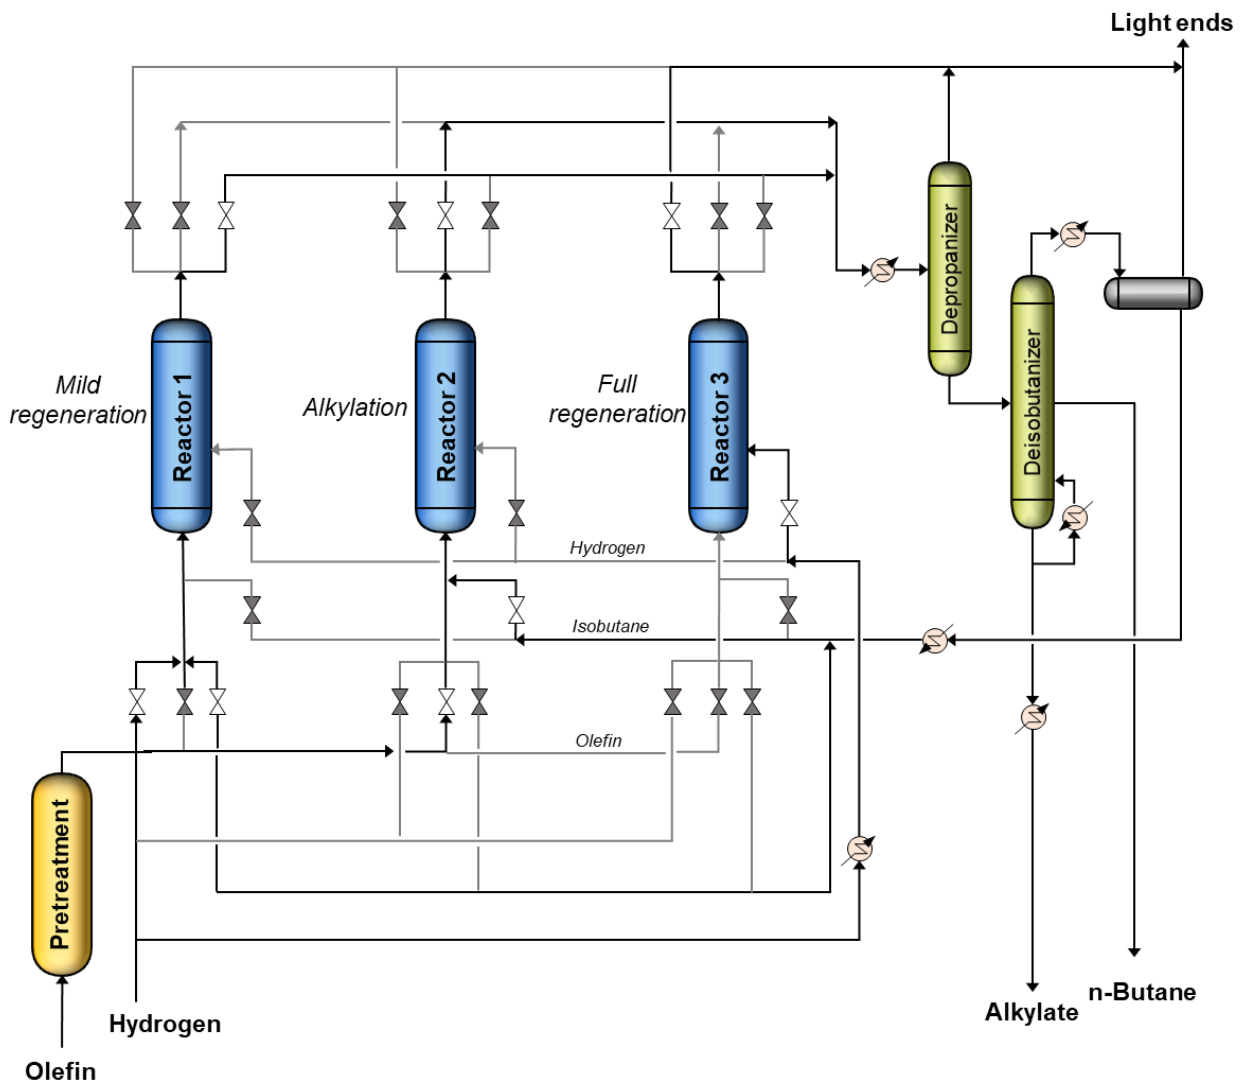 Light ends
Depropanizer
Deisobutanizer
Mild
regeneration
Reactor 1
Alkylation
Reactor 2
Full
regeneration
Reactor 3
Hydrogen
Isobutane
Olefin
Pretreatment
n-Butane
Alkylate
Hydrogen
Olefin